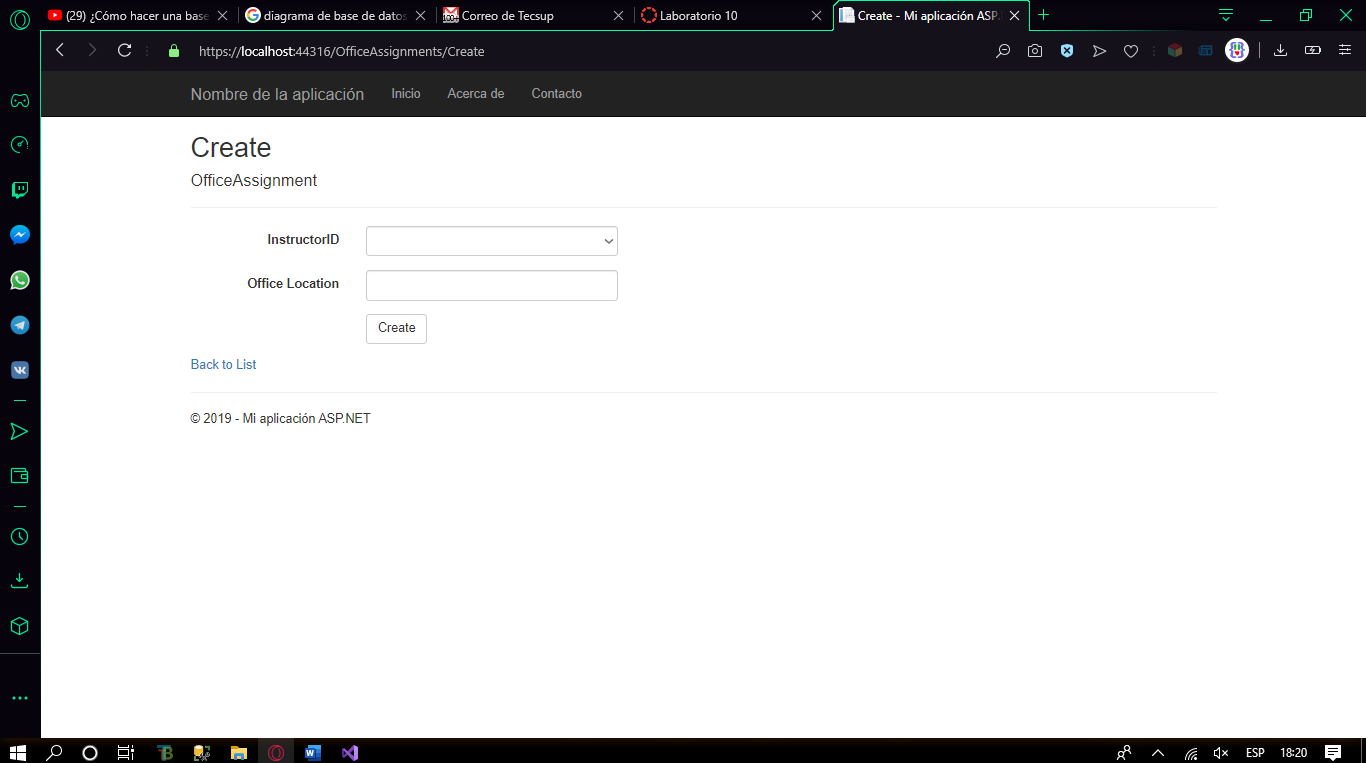 (29) ¿Cómo hacer una base
diagrama de base de datos
Correo de Tecsup
Laboratorio 10
Create - Mi aplicación ASP.
https://localhost:44316/OfficeAssignments/Create
Nombre de la aplicación Inicio Acerca de Contacto
Create
OfficeAssignment
InstructorID
Office Location
Create
Back to List
© 2019 - Mi aplicación ASP.NET
ESP 18:20